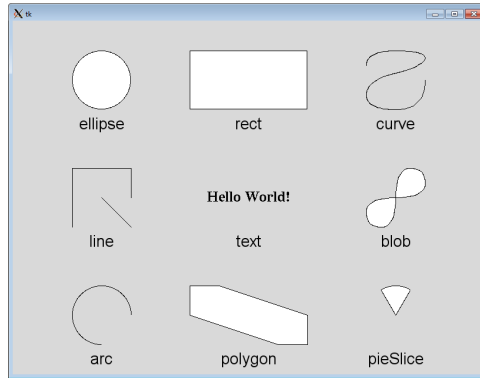 tk
ellipse rect curve
Hello World!
line text blob
arc polygon pieSlice